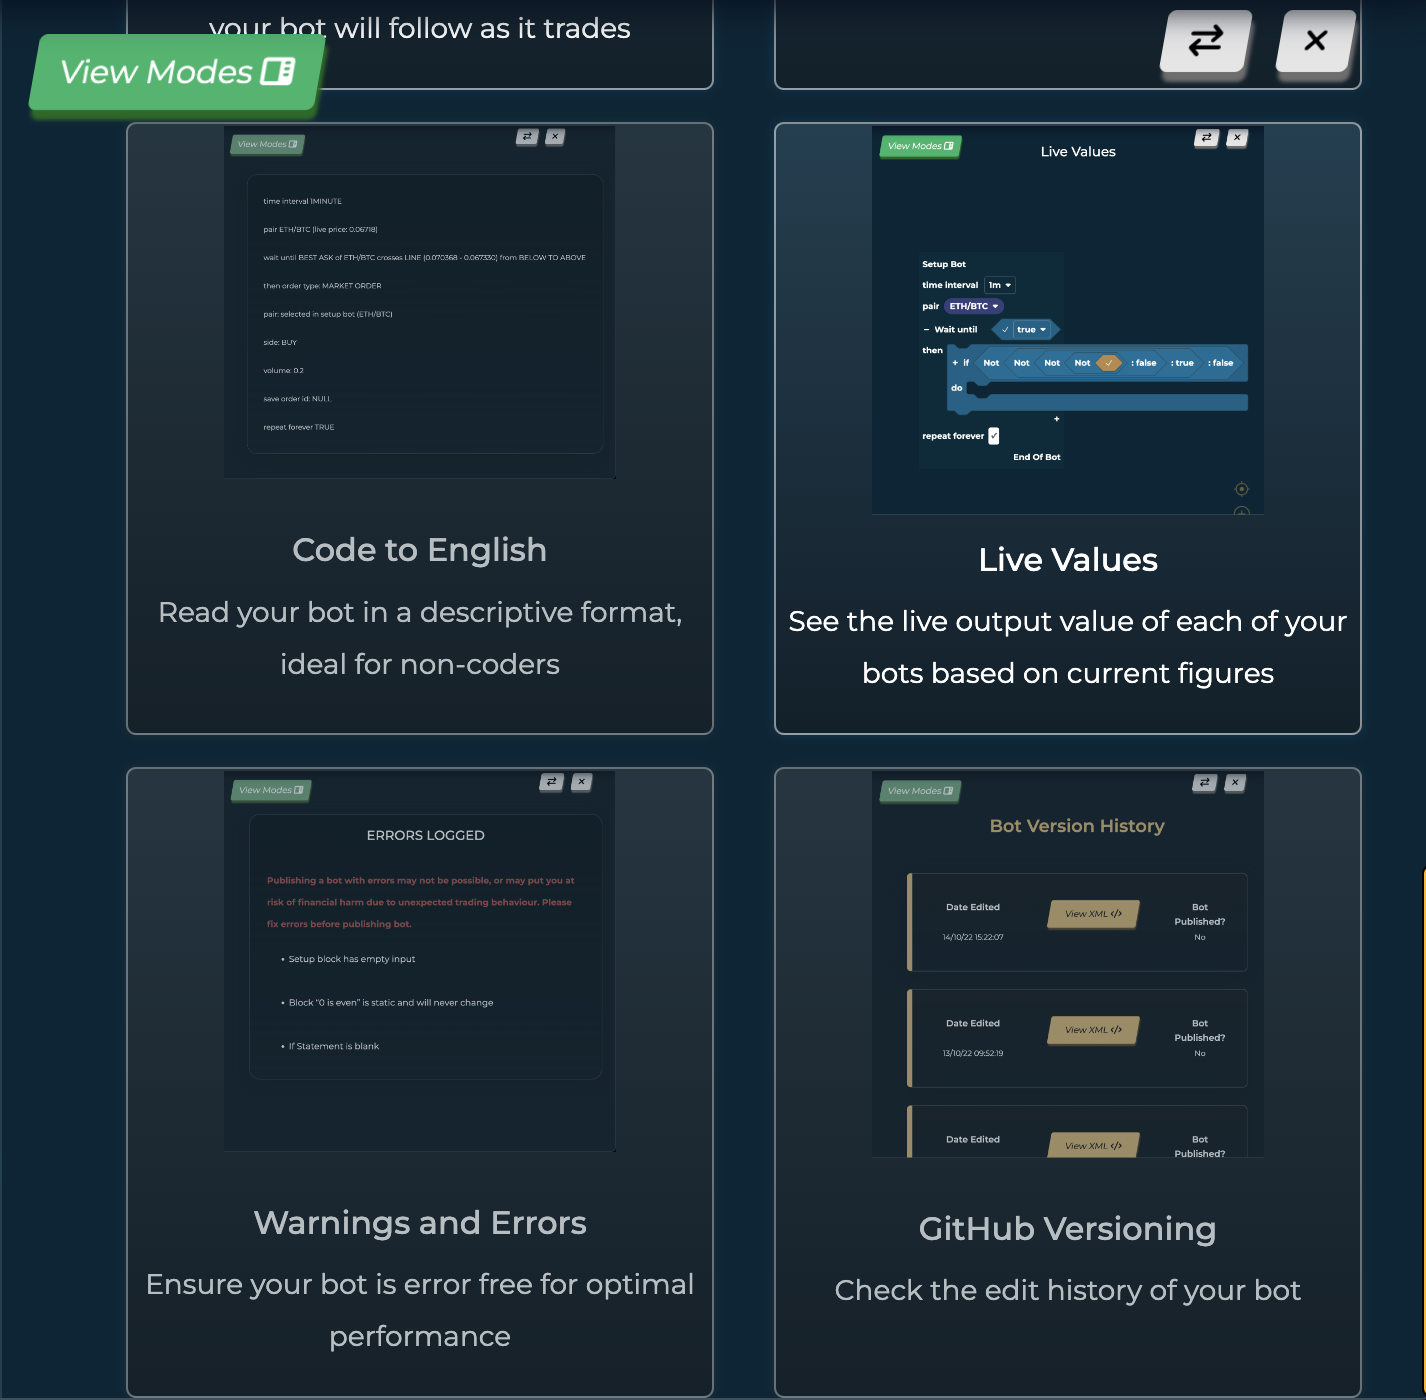 your bot will follow as it trades
View Modes
View Modes
time interval 1MINUTE
pair ETH/BTC (live price: 0.06718)
wait until BEST ASK of ETH/BTC crosses LINE (0.070368 - 0.067330) from BELOW TO ABOVE
then order type: MARKET ORDER
pair: selected in setup bot (ETH/BTC)
side: BUY
volume: 0.2
save order id: NULL
repeat forever TRUE
Code to English
Read your bot in a descriptive format,
ideal for non-coders
View Modes
Live Values
Setup Bot
time interval 1m
pair ETH/BTC
– Wait until true
then
+ if Not Not Not Not : false : true : false
do
+
repeat forever
End Of Bot
Live Values
See the live output value of each of your
bots based on current figures
View Modes
ERRORS LOGGED
Publishing a bot with errors may not be possible, or may put you at
risk of financial harm due to unexpected trading behaviour. Please
fix errors before publishing bot.
• Setup block has empty input
• Block "0 is even" is static and will never change
• If Statement is blank
Warnings and Errors
Ensure your bot is error free for optimal
performance
View Modes
Bot Version History
Date Edited
14/10/22 15:22:07
View XML </>
Bot
Published?
No
Date Edited
13/10/22 09:52:19
View XML </>
Bot
Published?
No
Date Edited
View XML </>
Bot
Published?
GitHub Versioning
Check the edit history of your bot